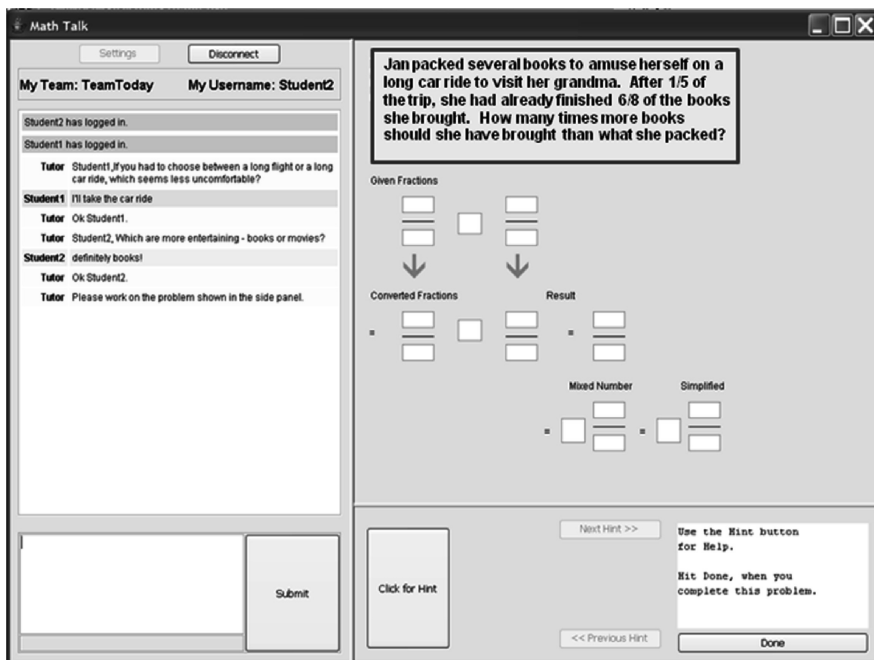 Math Talk
Settings
Disconnect
My Team: TeamToday
My Username: Student2
Student2 has logged in.
Student1 has logged in.
Tutor Student1,If you had to choose between a long flight or a long
car ride, which seems less uncomfortable?
Student1 I'll take the car ride
Tutor Ok Student1.
Tutor Student2, Which are more entertaining - books or movies?
Student2 definitely books!
Tutor Ok Student2.
Tutor Please work on the problem shown in the side panel.
Submit
Jan packed several books to amuse herself on a
long car ride to visit her grandma. After 1/5 of
the trip, she had already finished 6/8 of the books
she brought. How many times more books
should she have brought than what she packed?
Given Fractions
Converted Fractions
Result
=
=
Mixed Number
Simplified
=
=
Click for Hint
Next Hint >>
<< Previous Hint
Use the Hint button
for Help.
Hit Done, when you
complete this problem.
Done